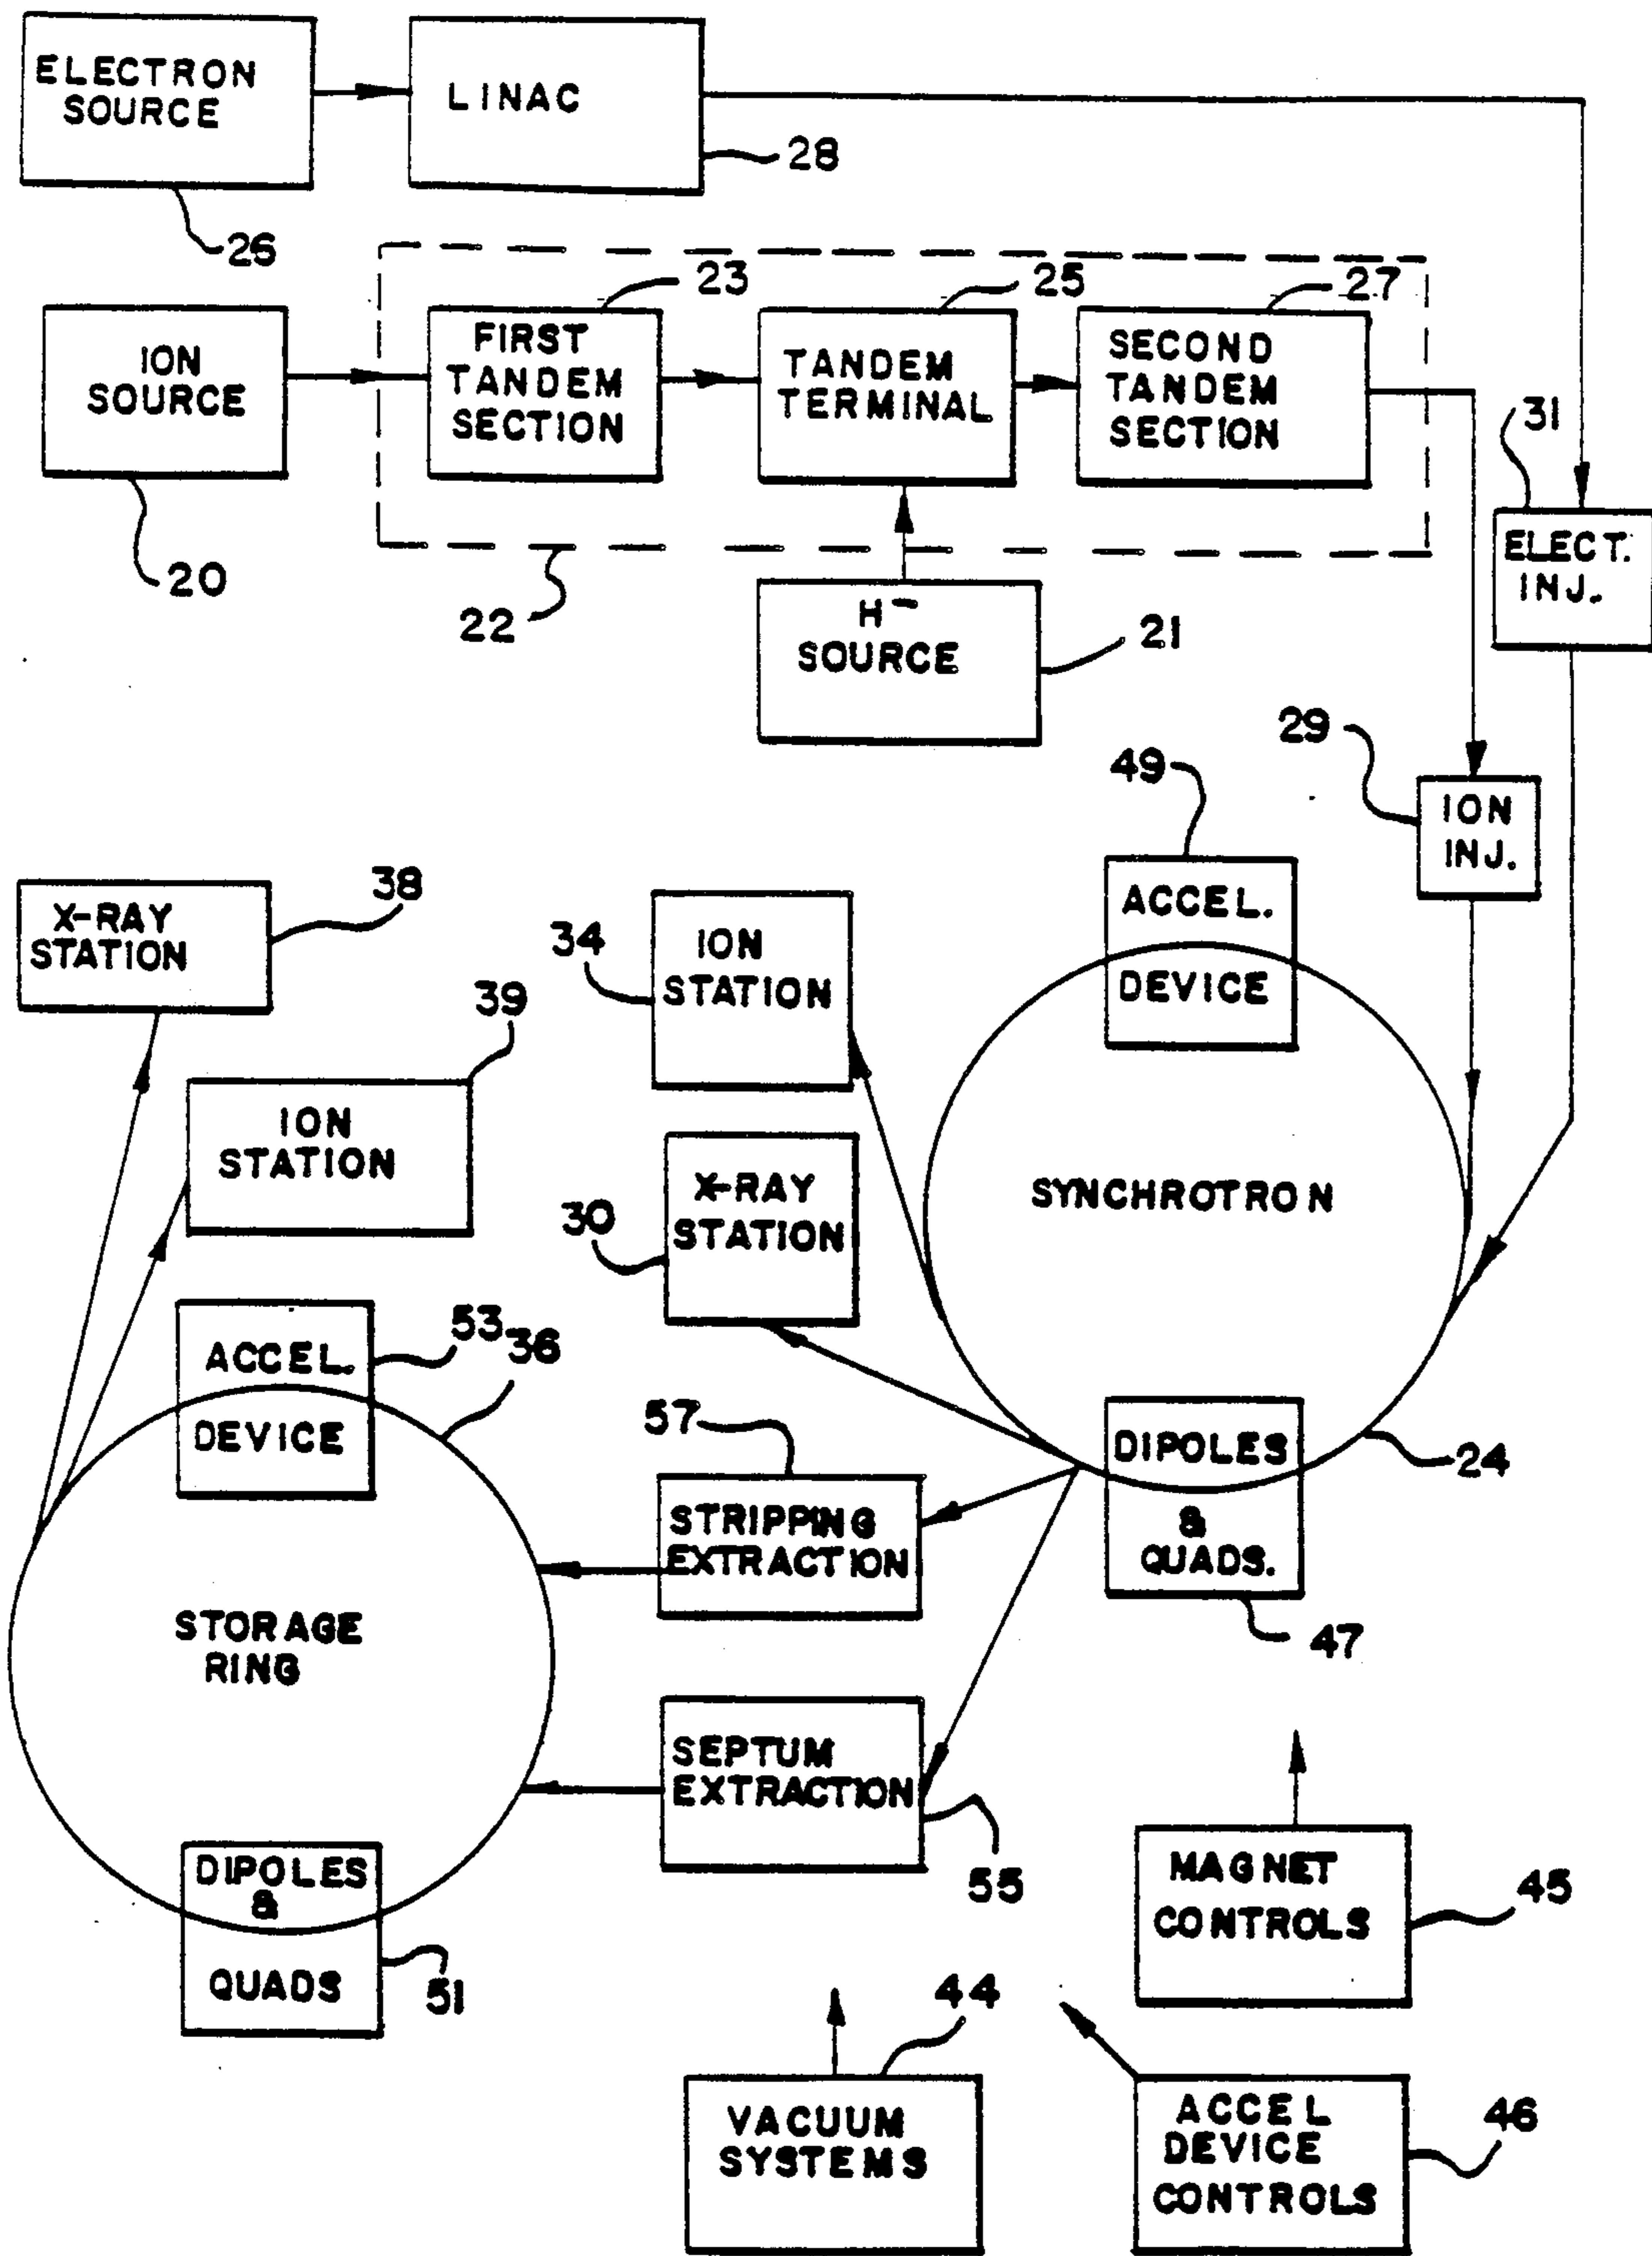 ELECTRON
SOURCE
LINAC
28
26
23
25
27
ION
SOURCE
FIRST
TANDEM
SECTION
TANDEM
TERMINAL
SECOND
TANDEM
SECTION
31
ELECT.
INJ.
20
22
H⁻
SOURCE
21
29
ION
INJ.
49
ACCEL.
DEVICE
X-RAY
STATION
38
34
ION
STATION
39
ION
STATION
30
X-RAY
STATION
SYNCHROTRON
ACCEL.
DEVICE
53
36
57
STRIPPING
EXTRACTION
DIPOLES
&
QUADS.
24
47
STORAGE
RING
SEPTUM
EXTRACTION
55
DIPOLES
&
QUADS
51
MAGNET
CONTROLS
45
44
VACUUM
SYSTEMS
ACCEL
DEVICE
CONTROLS
46